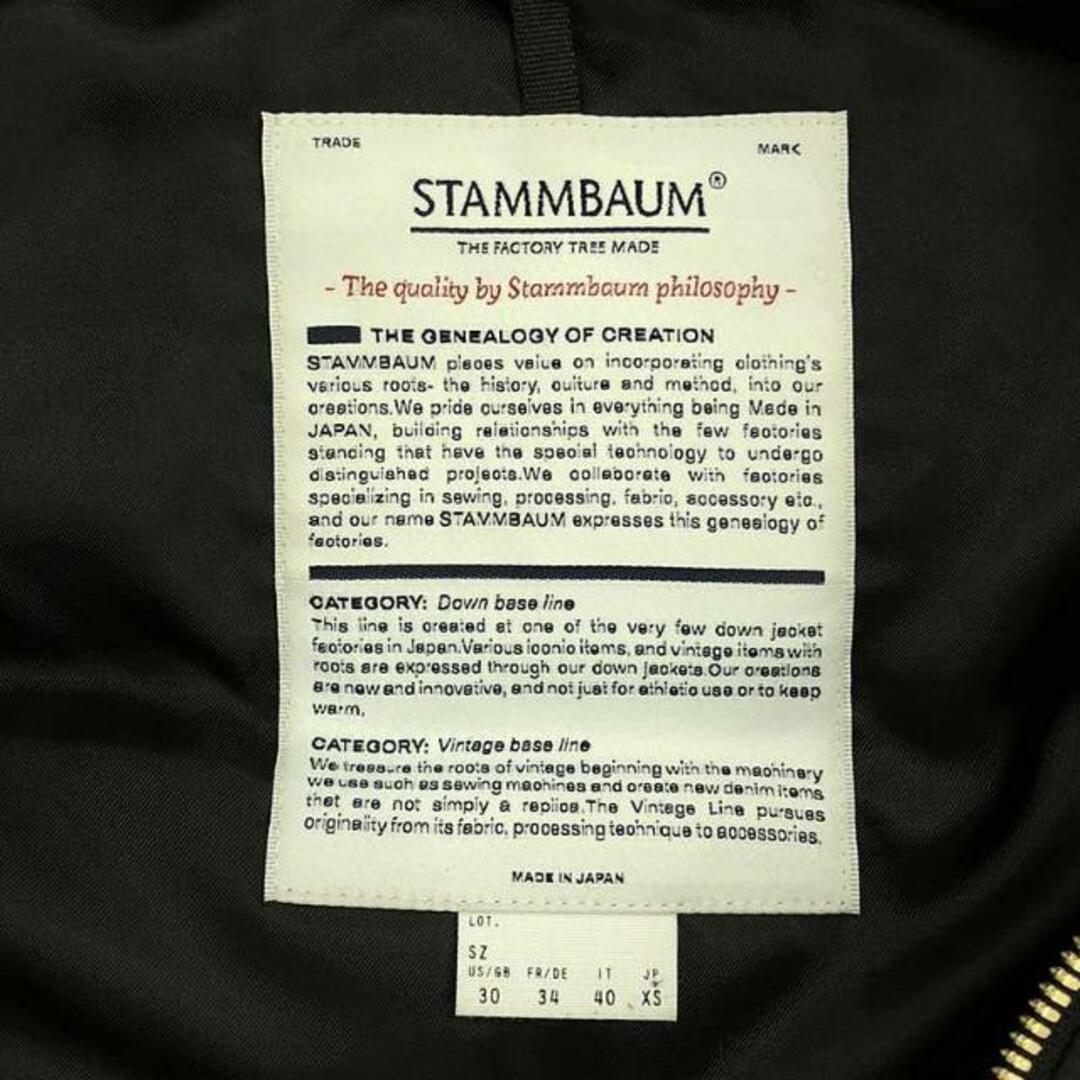 TRADE MARK
STAMMBAUM®
THE FACTORY TREE MADE
- The quality by Stammbaum philosophy -
THE GENEALOGY OF CREATION
STAMMBAUM places value on incorporating clothing's
various roots- the history, culture and method, into our
creations.We pride ourselves in everything being Made in
JAPAN, building relationships with the few factories
standing that have the special technology to undergo
distinguished projects.We collaborate with factories
specializing in sewing, processing, fabric, accessory etc.,
and our name STAMMBAUM expresses this genealogy of
factories.
CATEGORY: Down base line
This line is created at one of the very few down jacket
factories in Japan.Various iconic items, and vintage items with
roots are expressed through our down jackets.Our creations
are new and innovative, and not just for athletic use or to keep
warm.
CATEGORY: Vintage base line
We treasure the roots of vintage beginning with the machinery
we use such as sewing machines and create new denim items
that are not simply a replica.The Vintage Line pursues
originality from its fabric, processing technique to accessories.
MADE IN JAPAN
LOT.
SZ
US/GB FR/DE IT JP
30 34 40 XS